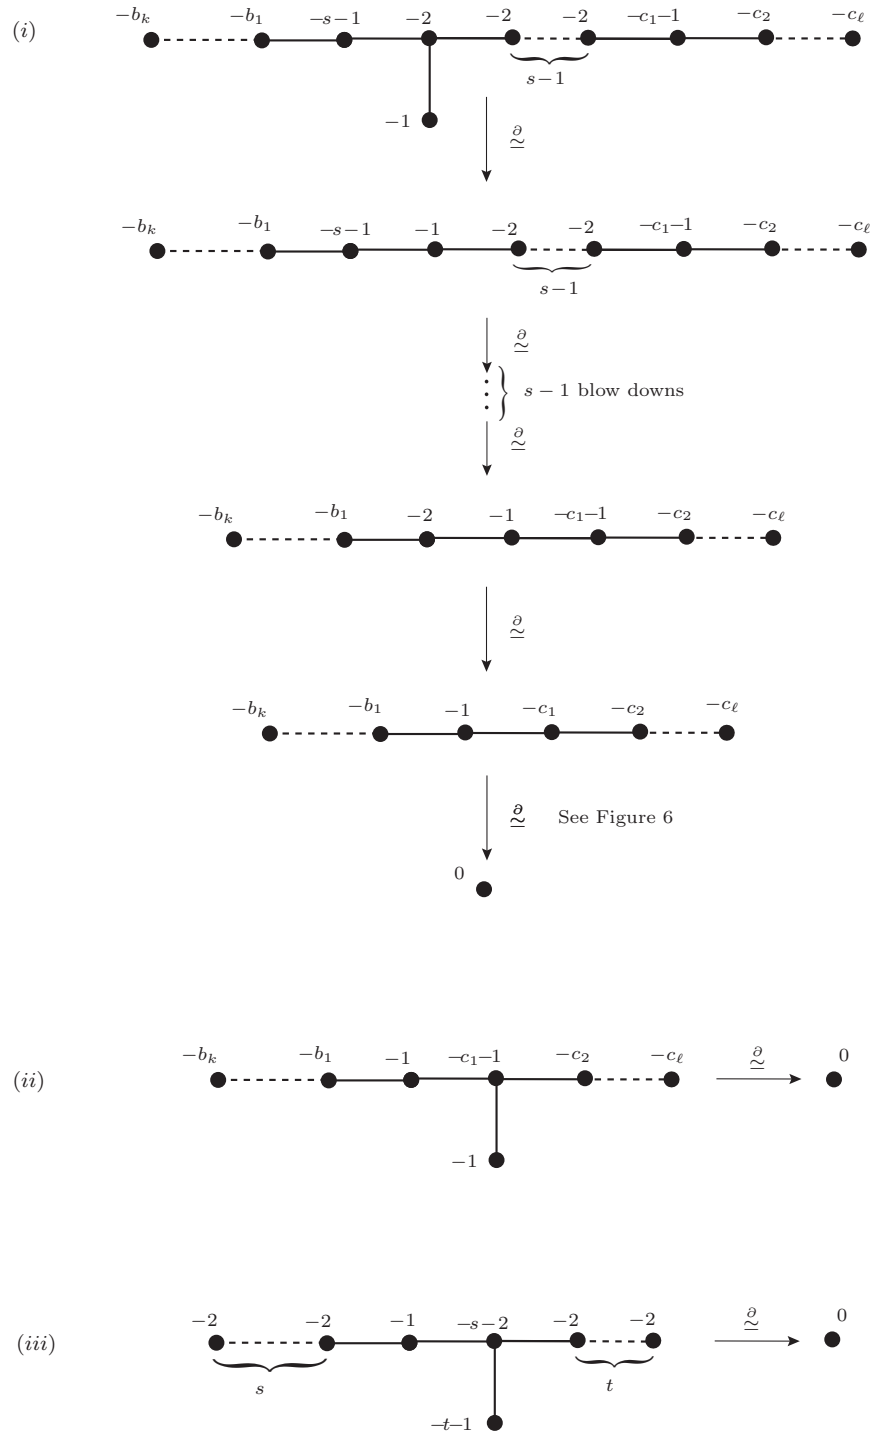 (i) −b_k −b_1 −s−1 −2 −2 −2 −c_1−1 −c_2 −c_ℓ
s−1
−1
∂ ≃
−b_k −b_1 −s−1 −1 −2 −2 −c_1−1 −c_2 −c_ℓ
s−1
∂ ≃
s − 1 blow downs
∂ ≃
−b_k −b_1 −2 −1 −c_1−1 −c_2 −c_ℓ
∂ ≃
−b_k −b_1 −1 −c_1 −c_2 −c_ℓ
∂ ≃ See Figure 6
0
(ii) −b_k −b_1 −1 −c_1−1 −c_2 −c_ℓ ∂ ≃ 0
−1
(iii) −2 −2 −1 −s−2 −2 −2 ∂ ≃ 0
s t
−t−1